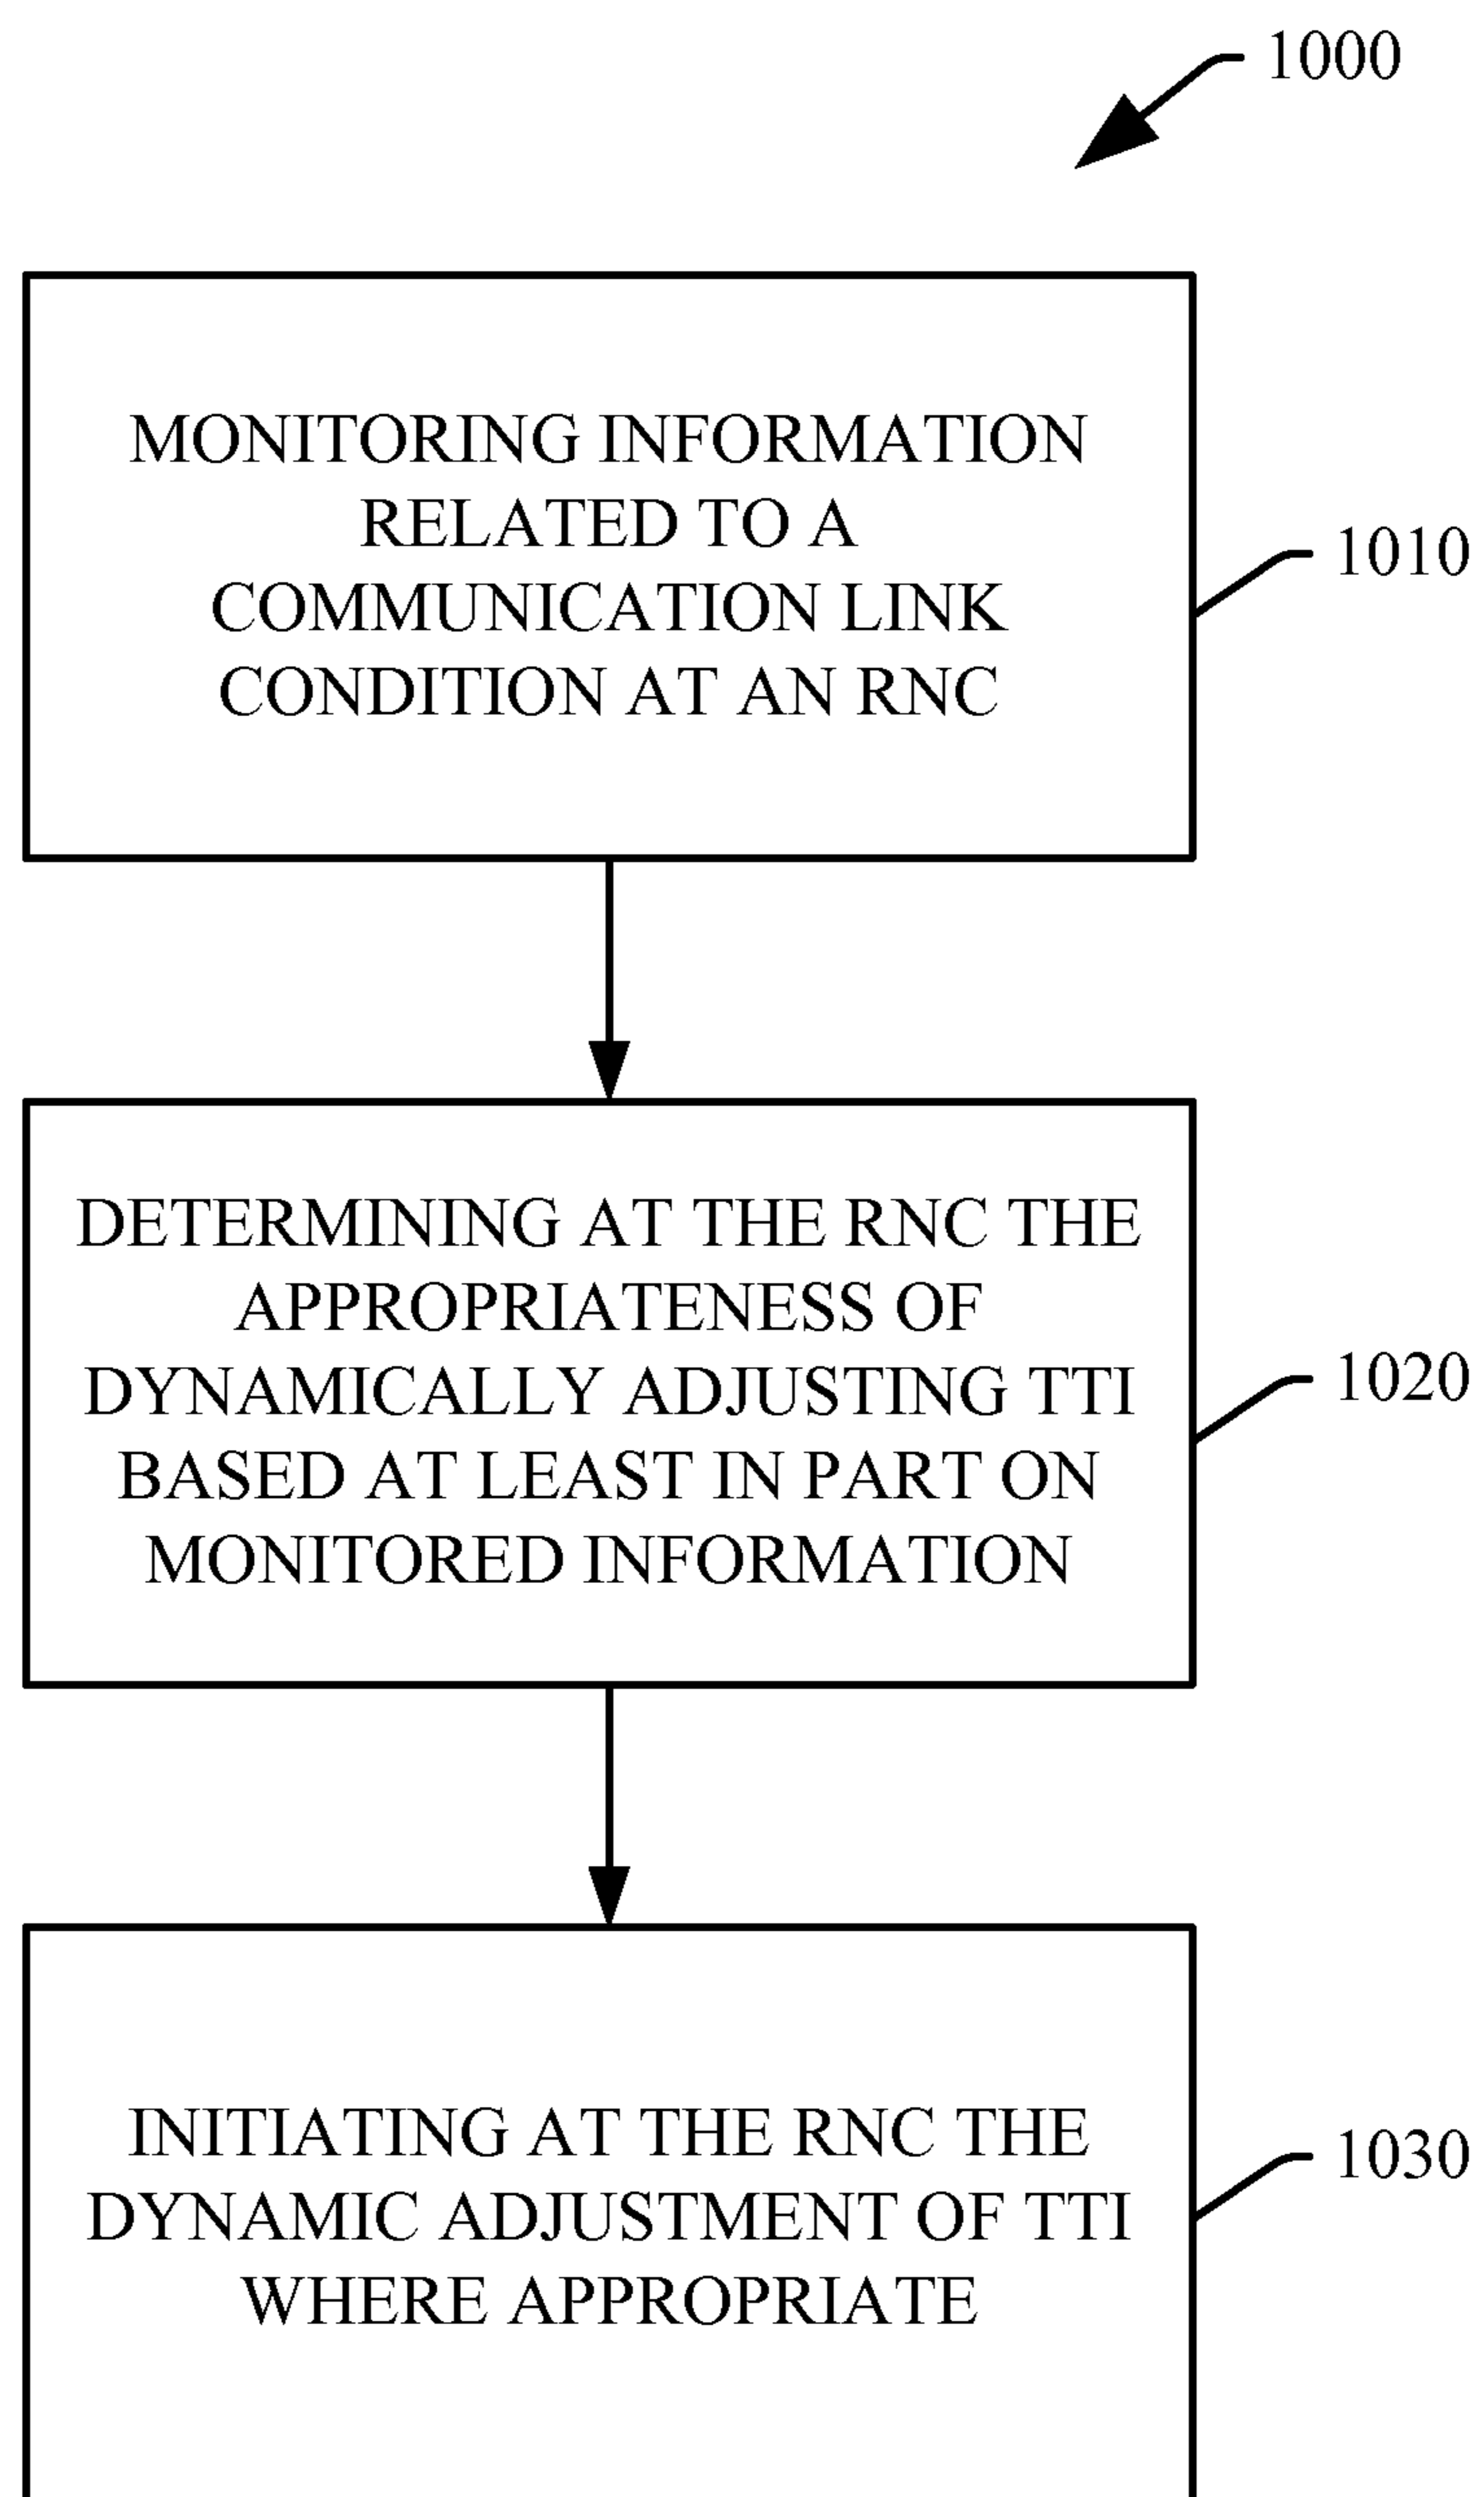 1000
MONITORING INFORMATION
RELATED TO A
COMMUNICATION LINK
CONDITION AT AN RNC
1010
DETERMINING AT THE RNC THE
APPROPRIATENESS OF
DYNAMICALLY ADJUSTING TTI
BASED AT LEAST IN PART ON
MONITORED INFORMATION
1020
INITIATING AT THE RNC THE
DYNAMIC ADJUSTMENT OF TTI
WHERE APPROPRIATE
1030